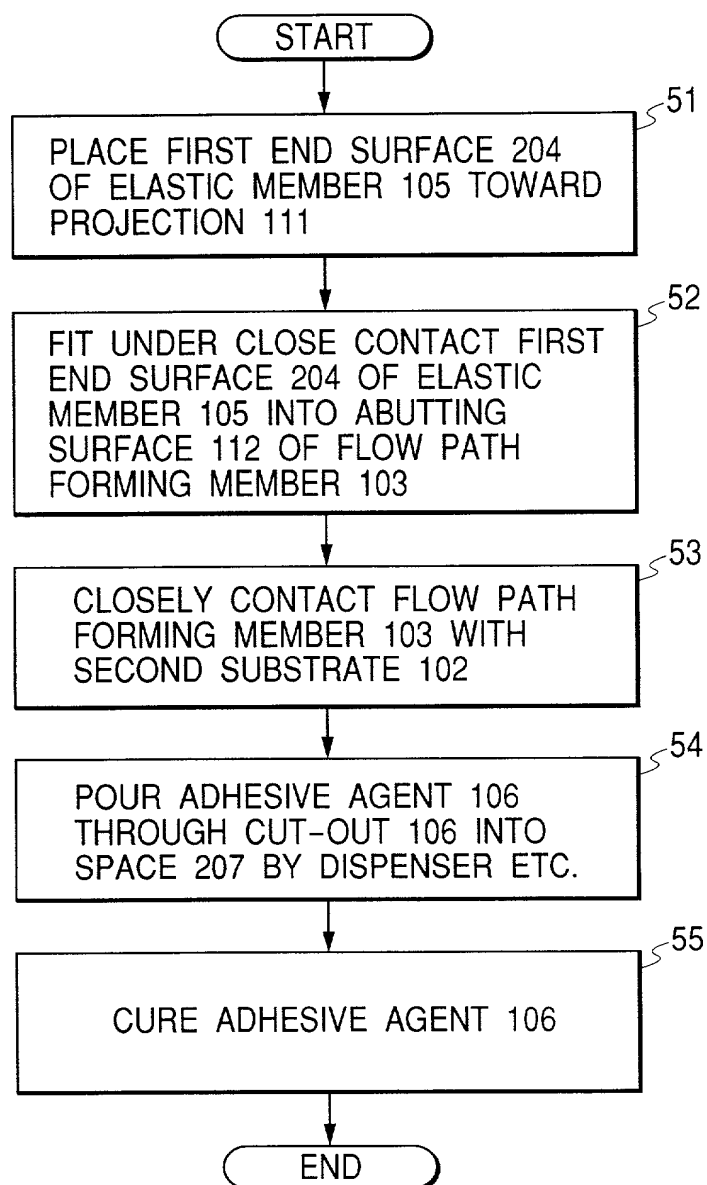 START
51
PLACE FIRST END SURFACE 204
OF ELASTIC MEMBER 105 TOWARD
PROJECTION 111
52
FIT UNDER CLOSE CONTACT FIRST
END SURFACE 204 OF ELASTIC
MEMBER 105 INTO ABUTTING
SURFACE 112 OF FLOW PATH
FORMING MEMBER 103
53
CLOSELY CONTACT FLOW PATH
FORMING MEMBER 103 WITH
SECOND SUBSTRATE 102
54
POUR ADHESIVE AGENT 106
THROUGH CUT-OUT 106 INTO
SPACE 207 BY DISPENSER ETC.
55
CURE ADHESIVE AGENT 106
END